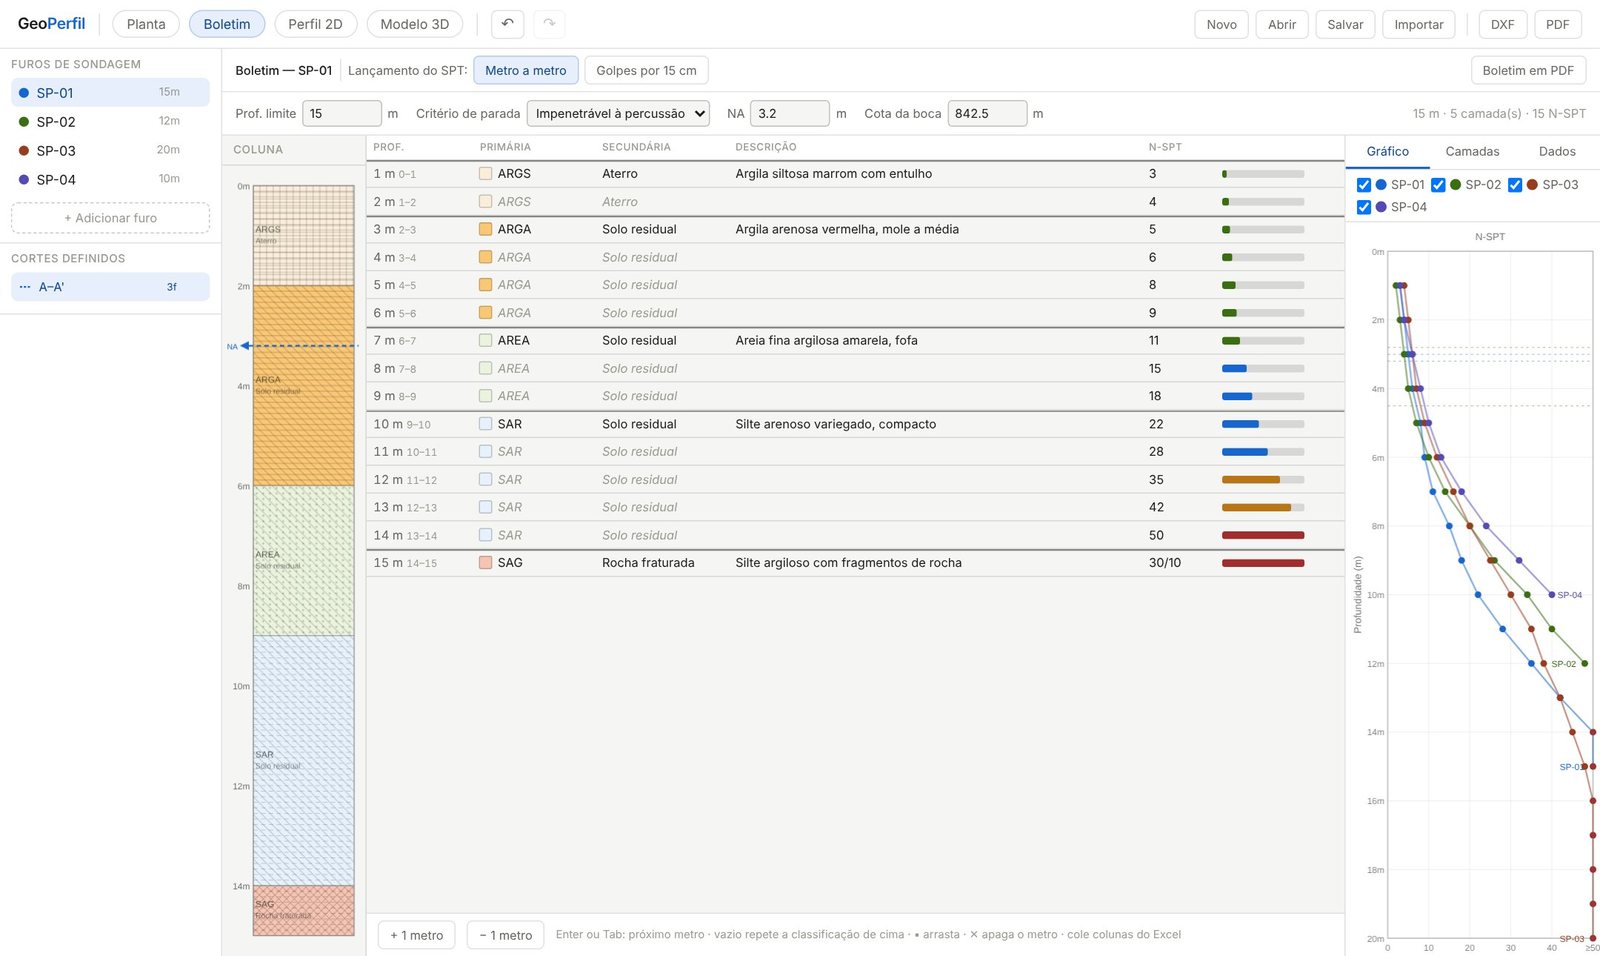 GeoPerfil Planta Boletim Perfil 2D Modelo 3D ↶ ↷ Novo Abrir Salvar Importar DXF PDF
FUROS DE SONDAGEM
SP-01 15m
SP-02 12m
SP-03 20m
SP-04 10m
+ Adicionar furo
CORTES DEFINIDOS
A–A' 3f
Boletim — SP-01 Lançamento do SPT: Metro a metro Golpes por 15 cm Boletim em PDF
Prof. limite 15 m Critério de parada Impenetrável à percussão NA 3.2 m Cota da boca 842.5 m 15 m · 5 camada(s) · 15 N-SPT
COLUNA
0m
ARGS
Aterro
2m
NA
ARGA
4m
Solo residual
6m
AREA
Solo residual
8m
10m
SAR
Solo residual
12m
14m
SAG
Rocha fraturada
PROF. PRIMÁRIA SECUNDÁRIA DESCRIÇÃO N-SPT
1 m 0–1 ARGS Aterro Argila siltosa marrom com entulho 3
2 m 1–2 ARGS Aterro 4
3 m 2–3 ARGA Solo residual Argila arenosa vermelha, mole a média 5
4 m 3–4 ARGA Solo residual 6
5 m 4–5 ARGA Solo residual 8
6 m 5–6 ARGA Solo residual 9
7 m 6–7 AREA Solo residual Areia fina argilosa amarela, fofa 11
8 m 7–8 AREA Solo residual 15
9 m 8–9 AREA Solo residual 18
10 m 9–10 SAR Solo residual Silte arenoso variegado, compacto 22
11 m 10–11 SAR Solo residual 28
12 m 11–12 SAR Solo residual 35
13 m 12–13 SAR Solo residual 42
14 m 13–14 SAR Solo residual 50
15 m 14–15 SAG Rocha fraturada Silte argiloso com fragmentos de rocha 30/10
+ 1 metro − 1 metro Enter ou Tab: próximo metro · vazio repete a classificação de cima · • arrasta · ✕ apaga o metro · cole colunas do Excel
Gráfico Camadas Dados
SP-01 SP-02 SP-03
SP-04
N-SPT
0m
2m
4m
6m
8m
Profundidade (m)
10m SP-04
12m SP-02
14m
SP-01
16m
18m
20m SP-03
0 10 20 30 40 ≥50